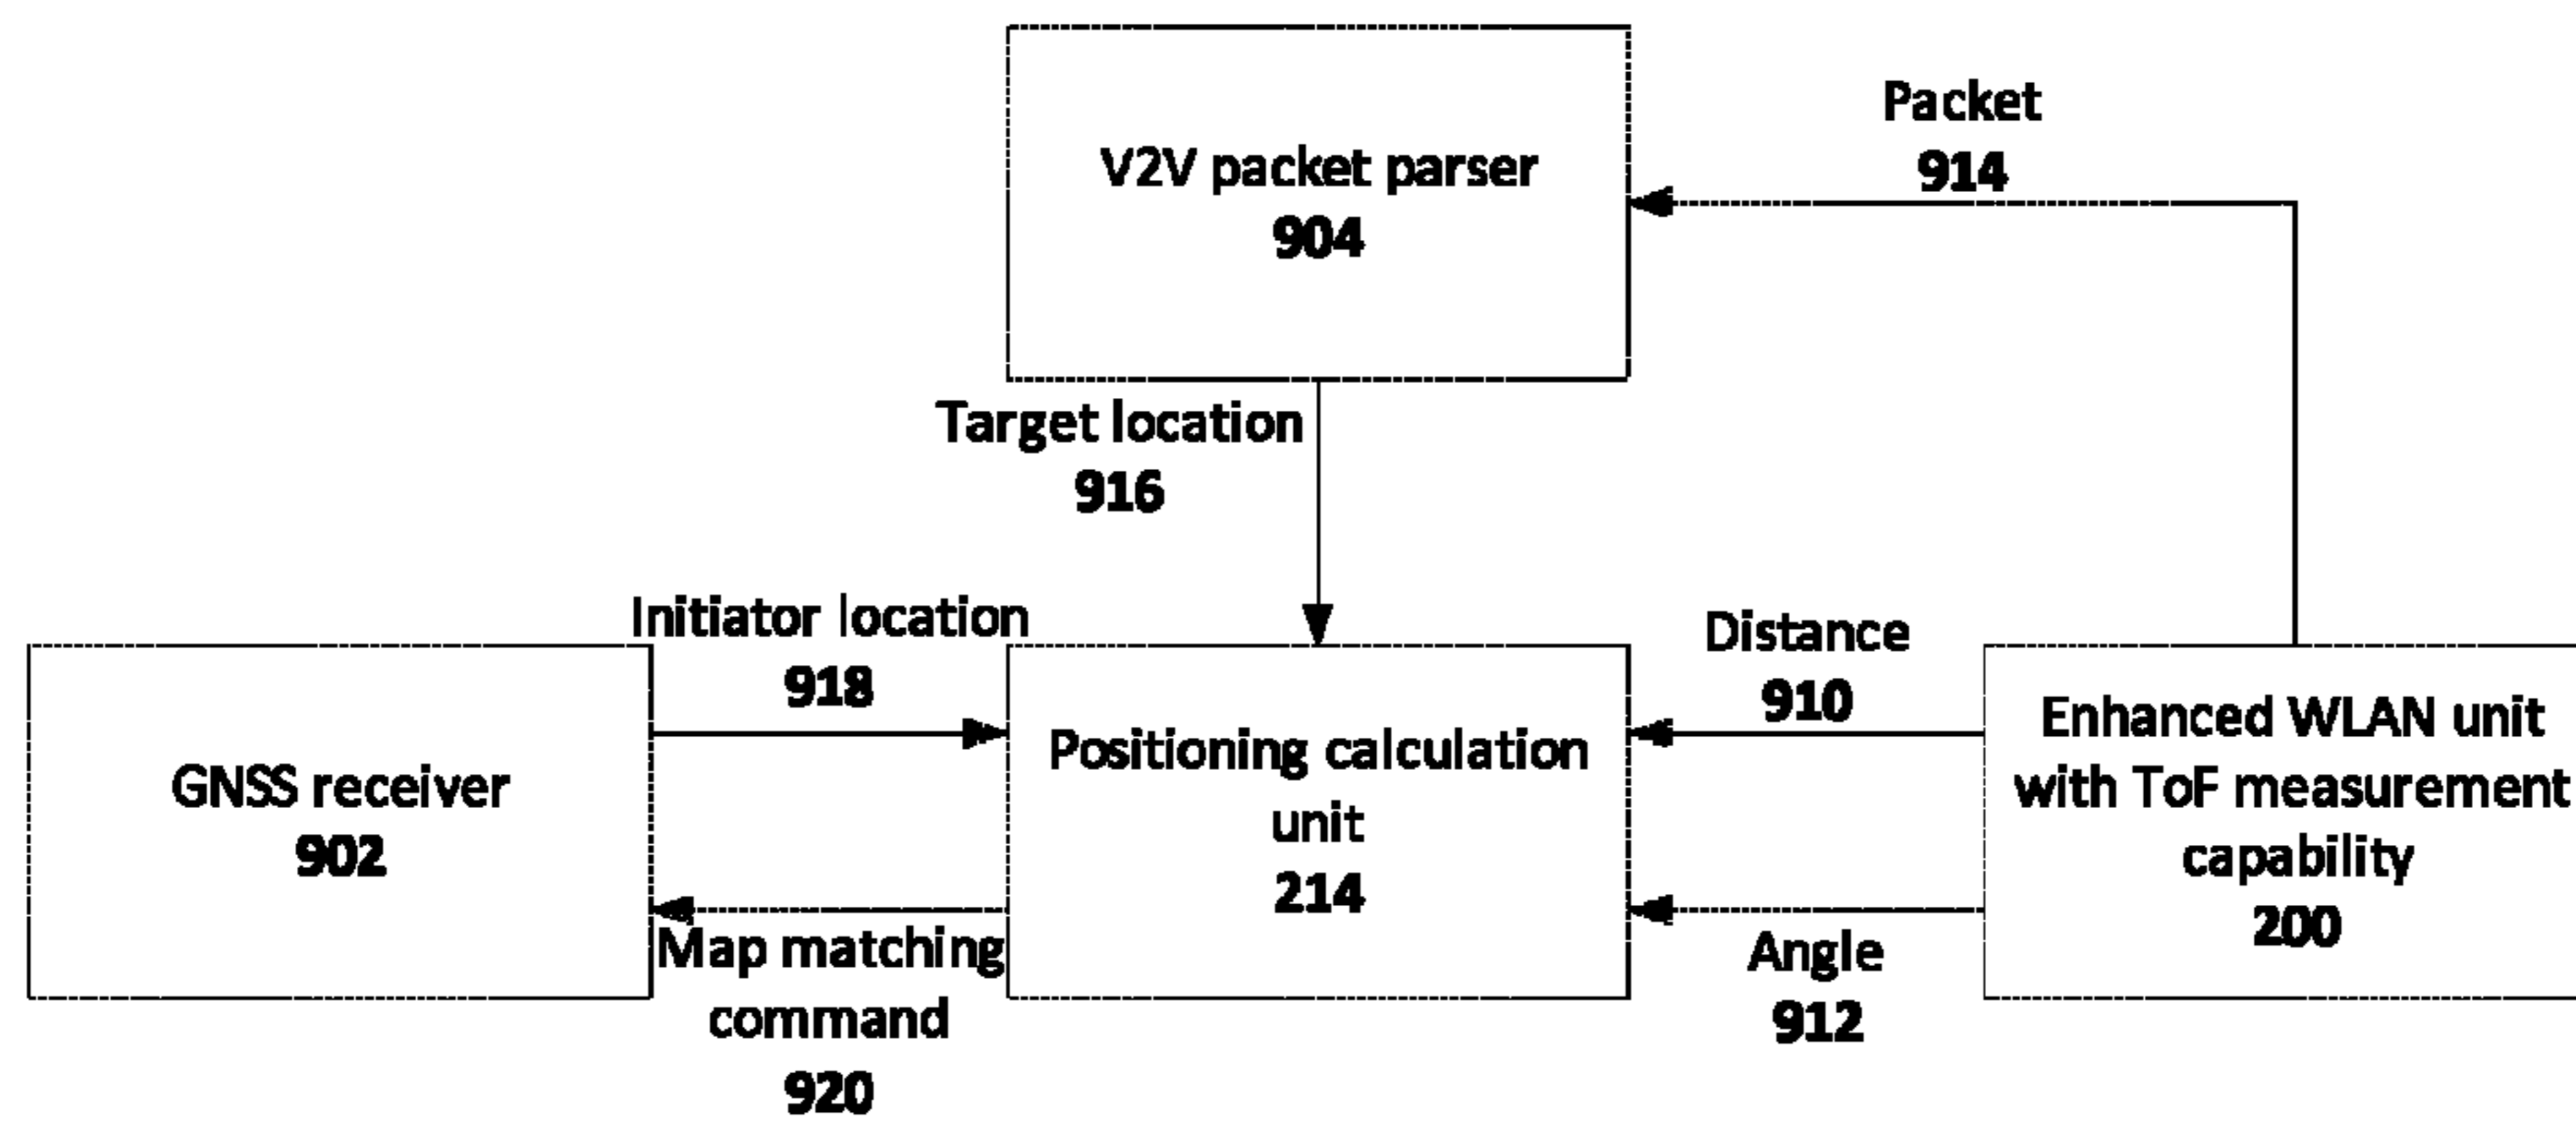 Packet
914
V2V packet parser
904
Target location
916
Initiator location
918
Distance
910
GNSS receiver
902
Positioning calculation
unit
214
Enhanced WLAN unit
with ToF measurement
capability
200
Map matching
command
920
Angle
912